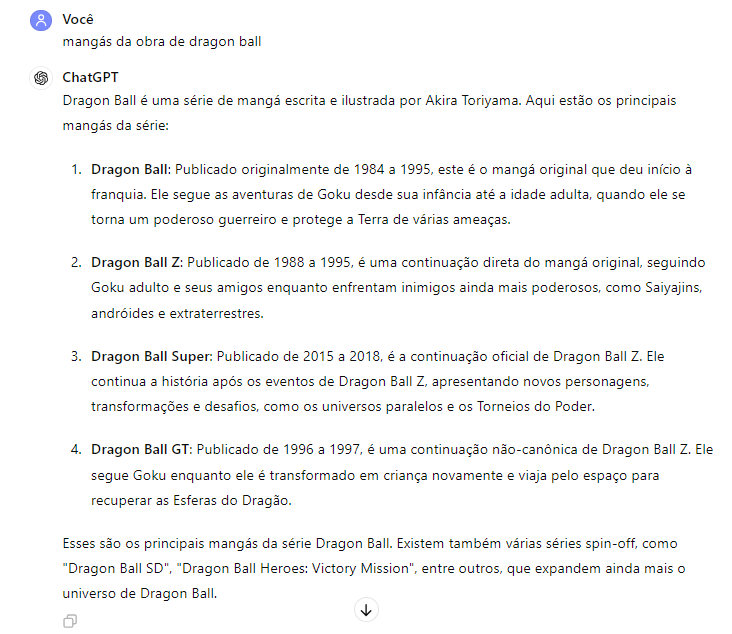 Você
mangás da obra de dragon ball
ChatGPT
Dragon Ball é uma série de mangá escrita e ilustrada por Akira Toriyama. Aqui estão os principais
mangás da série:
1. Dragon Ball: Publicado originalmente de 1984 a 1995, este é o mangá original que deu início à
franquia. Ele segue as aventuras de Goku desde sua infância até a idade adulta, quando ele se
torna um poderoso guerreiro e protege a Terra de várias ameaças.
2. Dragon Ball Z: Publicado de 1988 a 1995, é uma continuação direta do mangá original, seguindo
Goku adulto e seus amigos enquanto enfrentam inimigos ainda mais poderosos, como Saiyajins,
andróides e extraterrestres.
3. Dragon Ball Super: Publicado de 2015 a 2018, é a continuação oficial de Dragon Ball Z. Ele
continua a história após os eventos de Dragon Ball Z, apresentando novos personagens,
transformações e desafios, como os universos paralelos e os Torneios do Poder.
4. Dragon Ball GT: Publicado de 1996 a 1997, é uma continuação não-canônica de Dragon Ball Z. Ele
segue Goku enquanto ele é transformado em criança novamente e viaja pelo espaço para
recuperar as Esferas do Dragão.
Esses são os principais mangás da série Dragon Ball. Existem também várias séries spin-off, como
"Dragon Ball SD", "Dragon Ball Heroes: Victory Mission", entre outros, que expandem ainda mais o
universo de Dragon Ball.